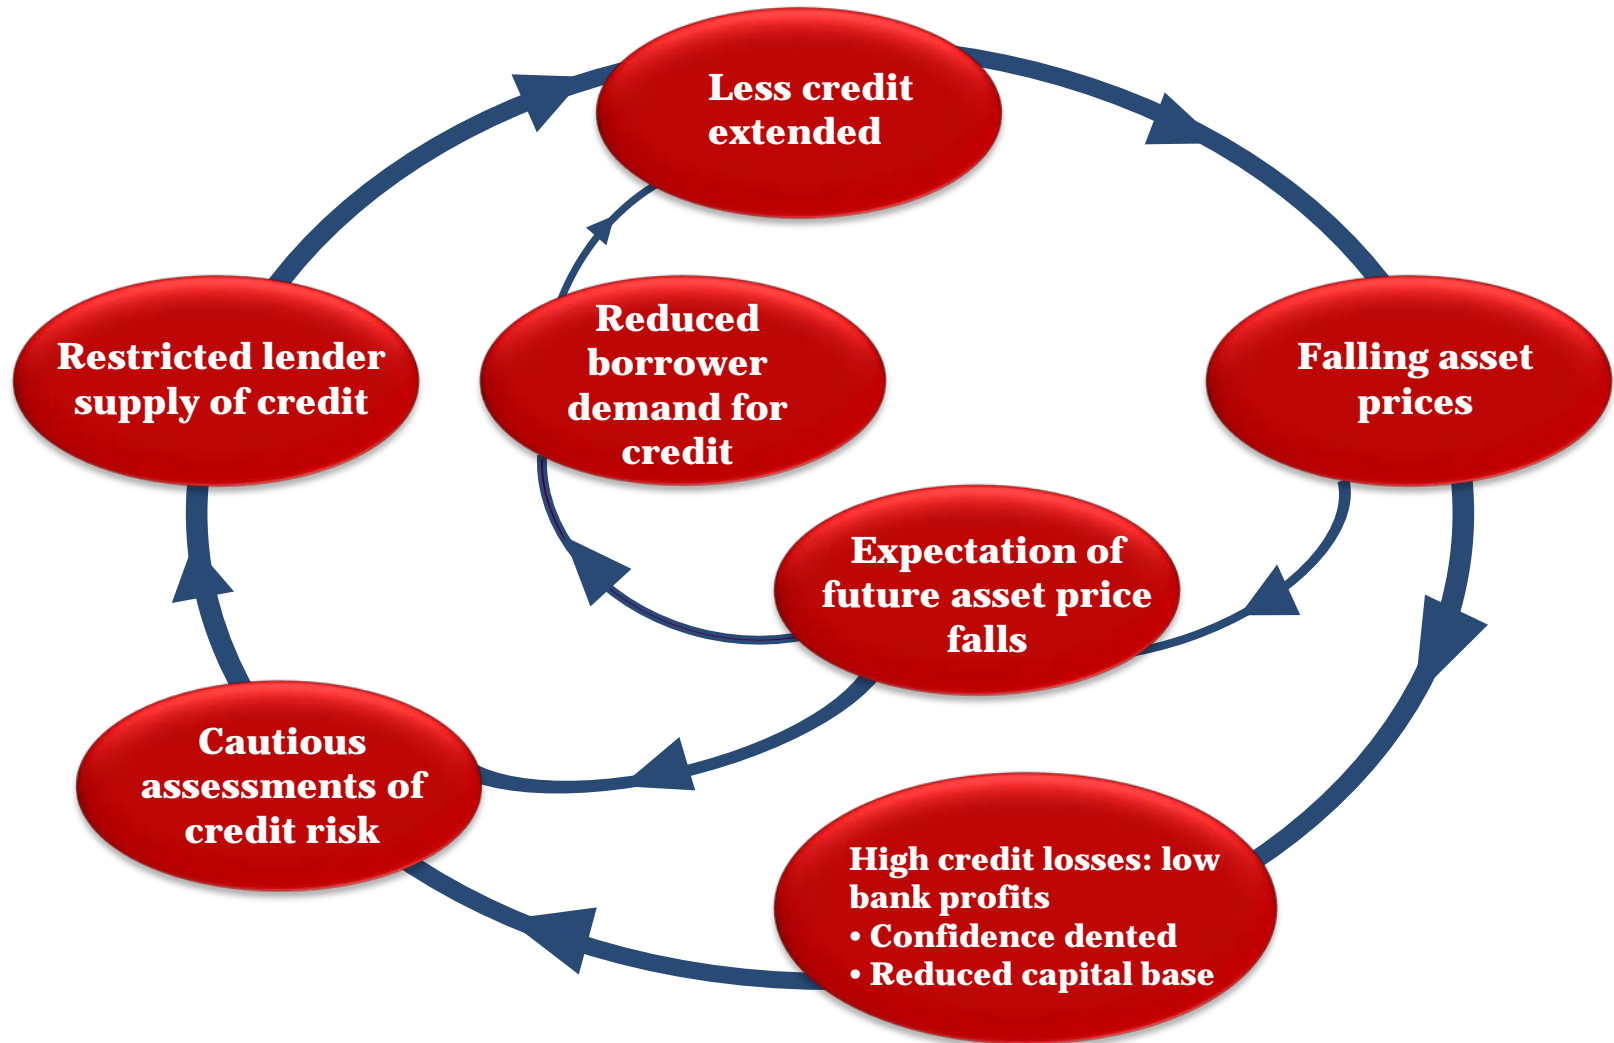 Less credit
extended
Restricted lender
supply of credit
Reduced
borrower
demand for
credit
Falling asset
prices
Expectation of
future asset price
falls
Cautious
assessments of
credit risk
High credit losses: low
bank profits
• Confidence dented
• Reduced capital base